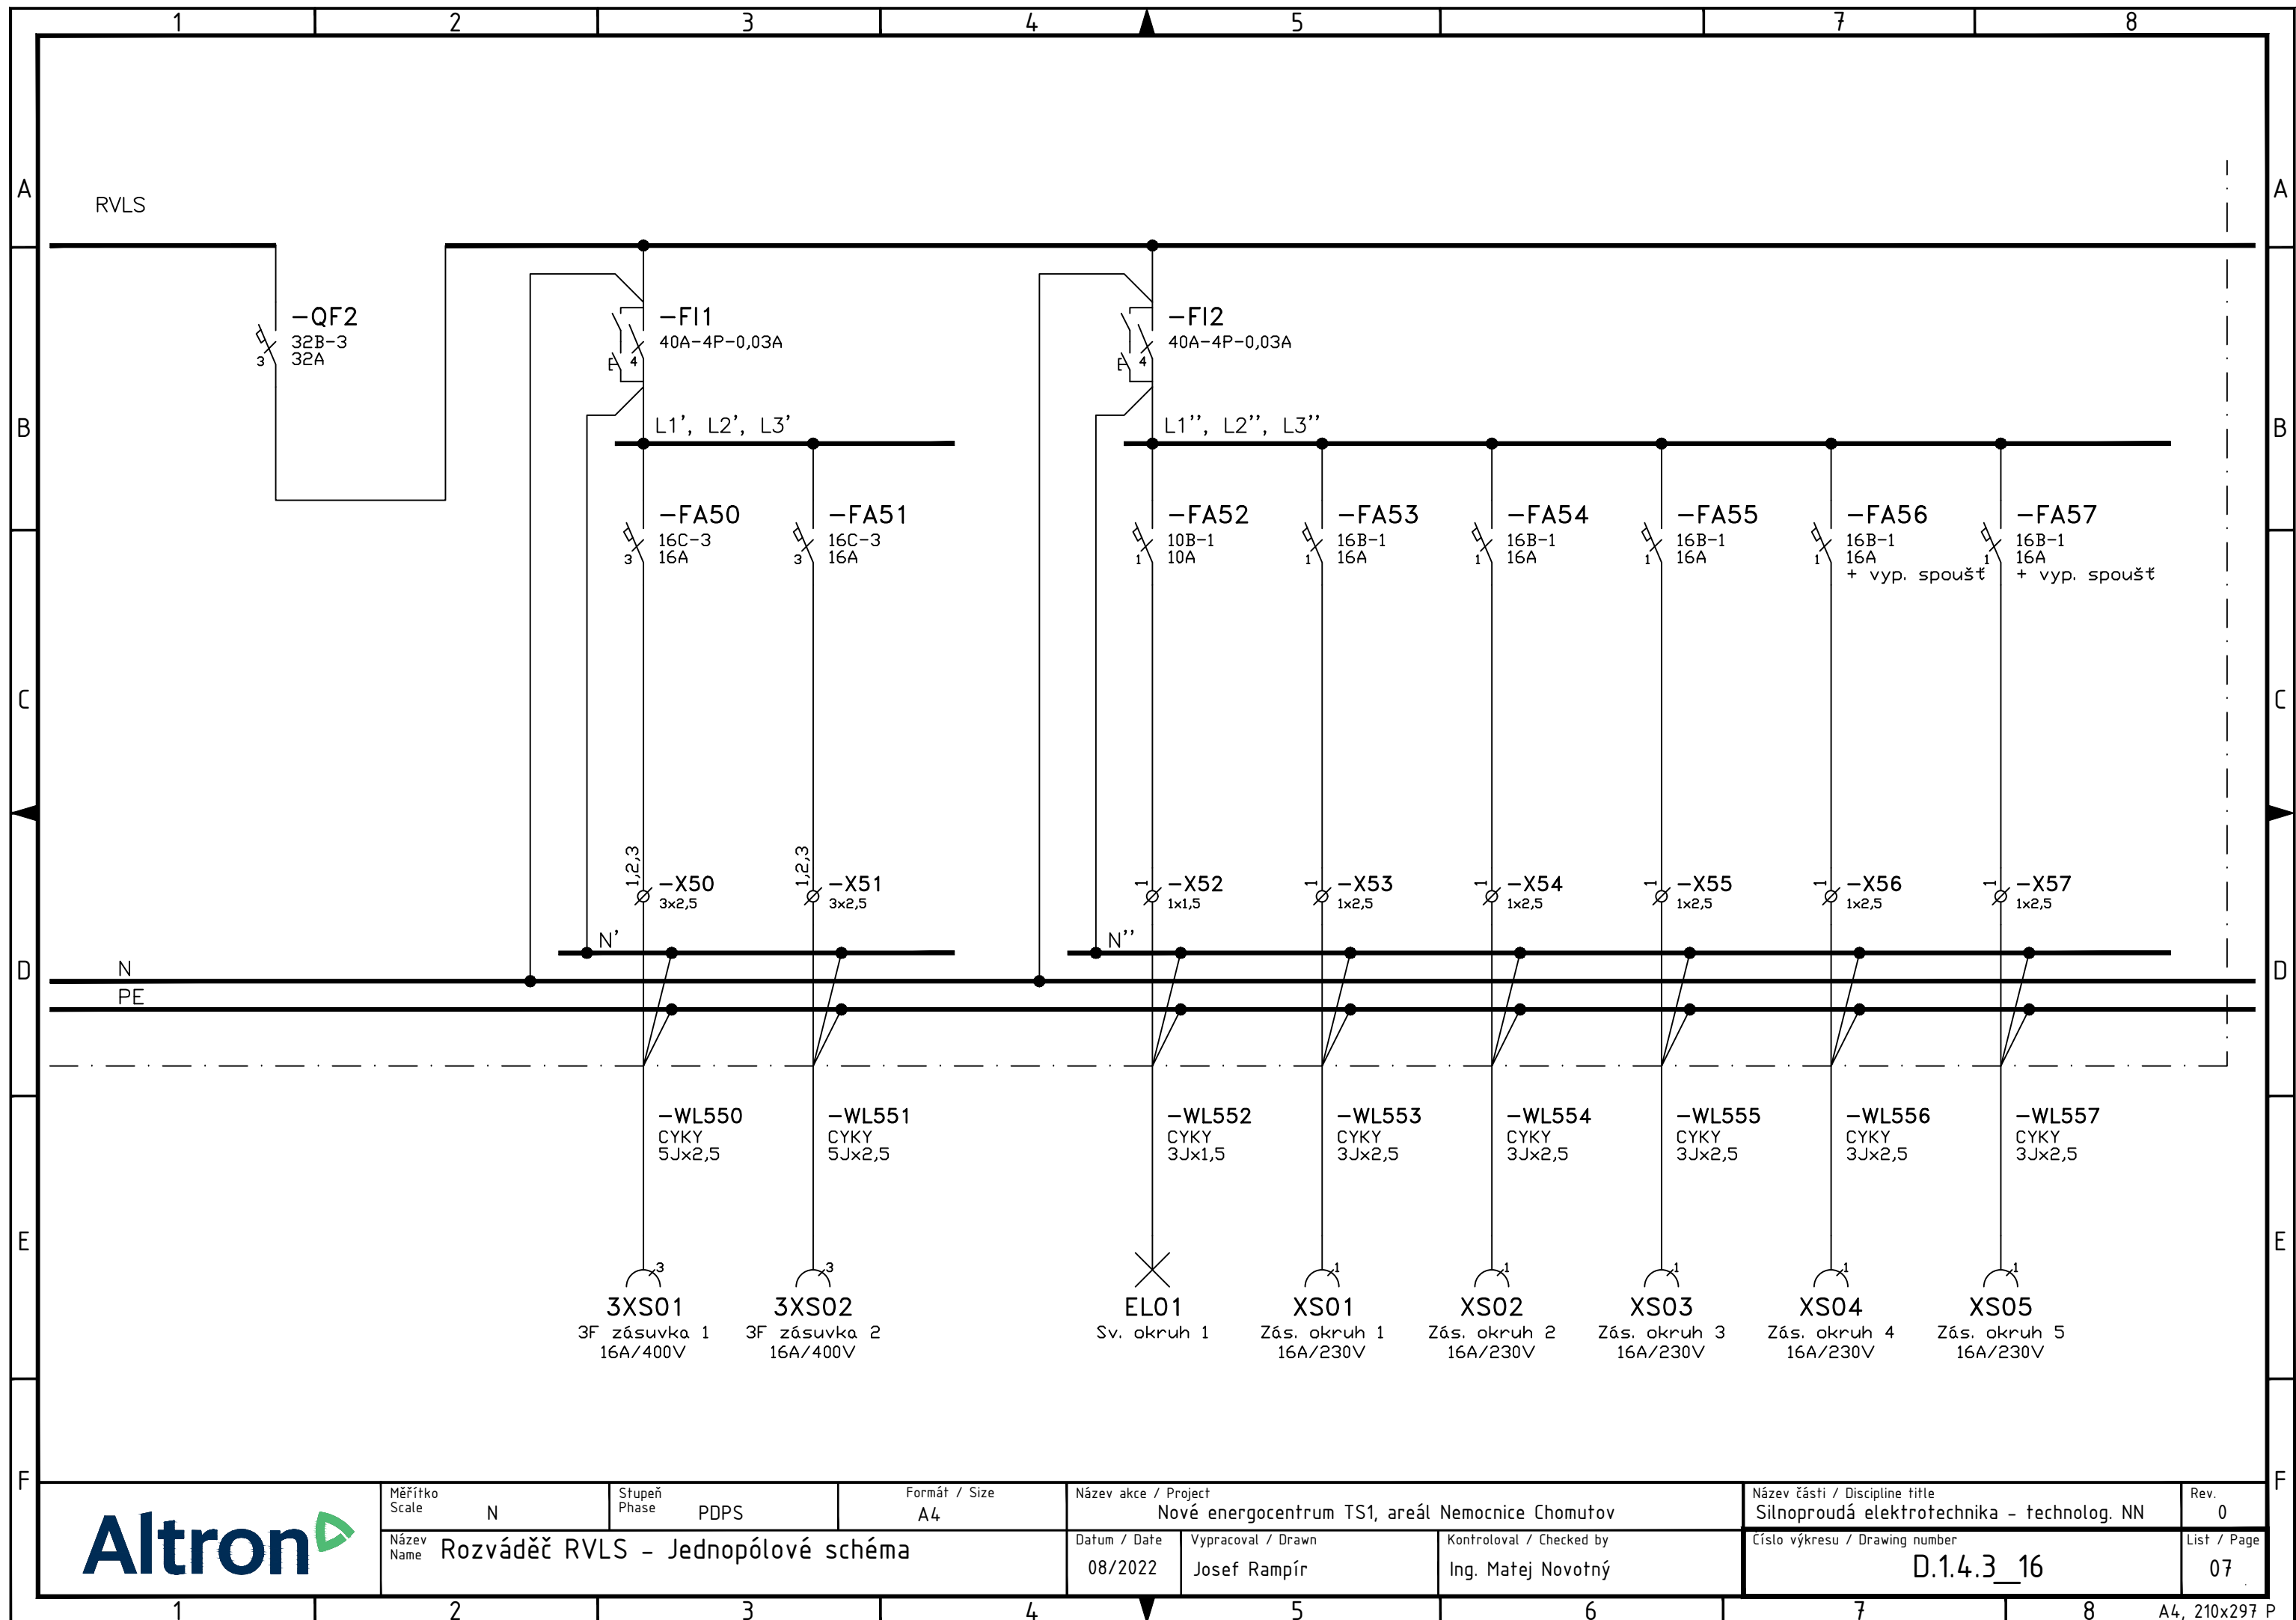 1 2 3 4 5 7 8
A A
RVLS
-QF2
32B-3
3 32A
-FI1
40A-4P-0,03A
4
-FI2
40A-4P-0,03A
4
B B
L1', L2', L3'
L1'', L2'', L3''
-FA50
16C-3
3 16A
-FA51
16C-3
3 16A
-FA52
10B-1
1 10A
-FA53
16B-1
1 16A
-FA54
16B-1
1 16A
-FA55
16B-1
1 16A
-FA56
16B-1
1 16A
+ vyp. spoušť
-FA57
16B-1
1 16A
+ vyp. spoušť
C C
1,2,3
-X50
3x2,5
1,2,3
-X51
3x2,5
1
-X52
1x1,5
1
-X53
1x2,5
1
-X54
1x2,5
1
-X55
1x2,5
1
-X56
1x2,5
1
-X57
1x2,5
N'
N''
D D
N
PE
-WL550
CYKY
5Jx2,5
-WL551
CYKY
5Jx2,5
-WL552
CYKY
3Jx1,5
-WL553
CYKY
3Jx2,5
-WL554
CYKY
3Jx2,5
-WL555
CYKY
3Jx2,5
-WL556
CYKY
3Jx2,5
-WL557
CYKY
3Jx2,5
E E
3
3XS01
3F zásuvka 1
16A/400V
3
3XS02
3F zásuvka 2
16A/400V
EL01
Sv. okruh 1
1
XS01
Zás. okruh 1
16A/230V
1
XS02
Zás. okruh 2
16A/230V
1
XS03
Zás. okruh 3
16A/230V
1
XS04
Zás. okruh 4
16A/230V
1
XS05
Zás. okruh 5
16A/230V
F F
Altron
Měřítko
Scale N
Stupeň
Phase PDPS
Formát / Size
A4
Název akce / Project
Nové energocentrum TS1, areál Nemocnice Chomutov
Název části / Discipline title
Silnoproudá elektrotechnika - technolog. NN
Rev.
0
Název
Name Rozváděč RVLS - Jednopólové schéma
Datum / Date
08/2022
Vypracoval / Drawn
Josef Rampír
Kontroloval / Checked by
Ing. Matej Novotný
Číslo výkresu / Drawing number
D.1.4.3__16
List / Page
07
1 2 3 4 5 6 7 8
A4, 210x297 P